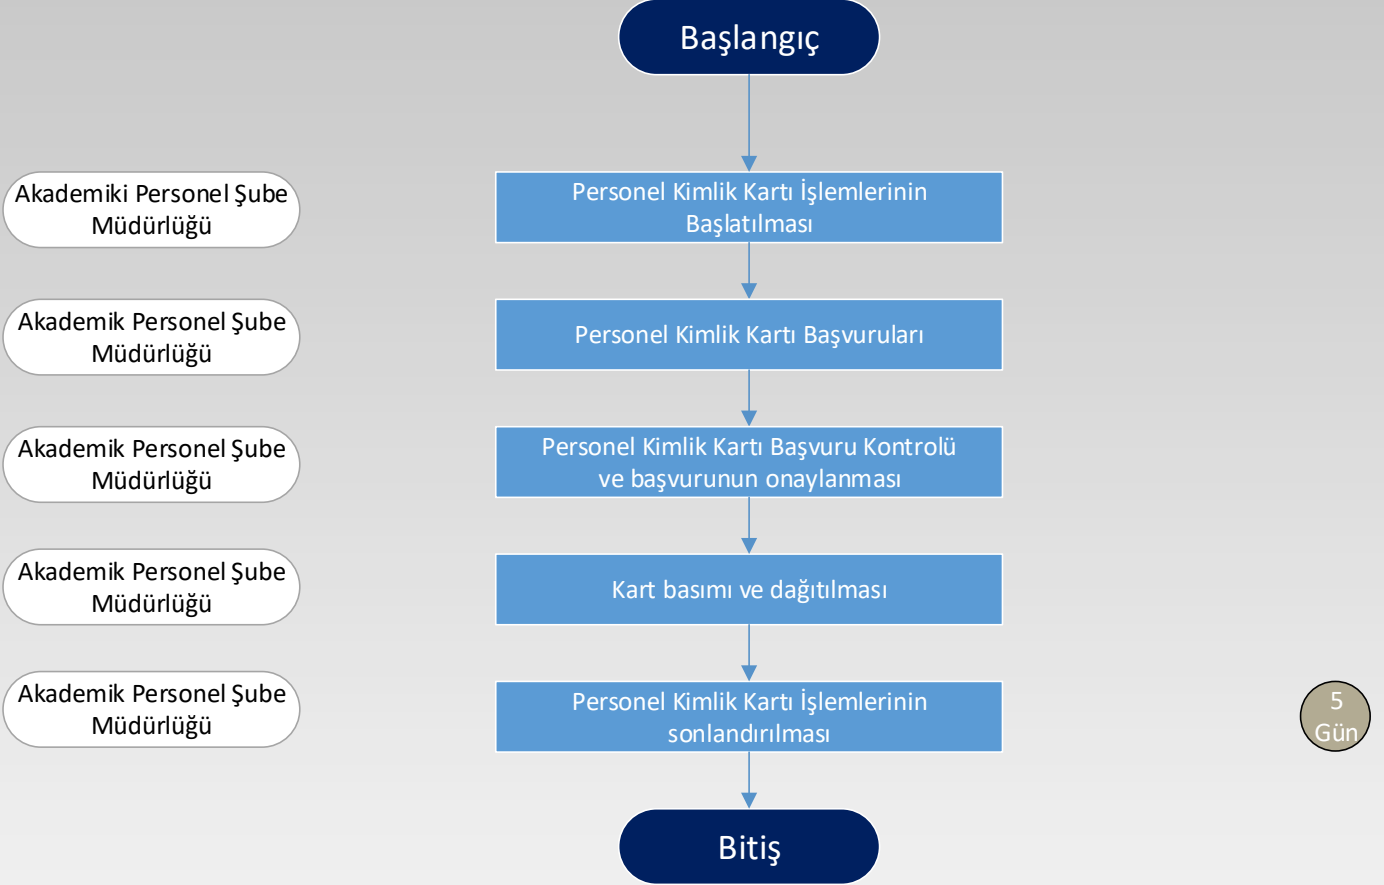 Başlangıç
Akademiki Personel Şube
Müdürlüğü
Personel Kimlik Kartı İşlemlerinin
Başlatılması
Akademik Personel Şube
Müdürlüğü
Personel Kimlik Kartı Başvuruları
Akademik Personel Şube
Müdürlüğü
Personel Kimlik Kartı Başvuru Kontrolü
ve başvurunun onaylanması
Akademik Personel Şube
Müdürlüğü
Kart basımı ve dağıtılması
Akademik Personel Şube
Müdürlüğü
Personel Kimlik Kartı İşlemlerinin
sonlandırılması
5
Gün
Bitiş